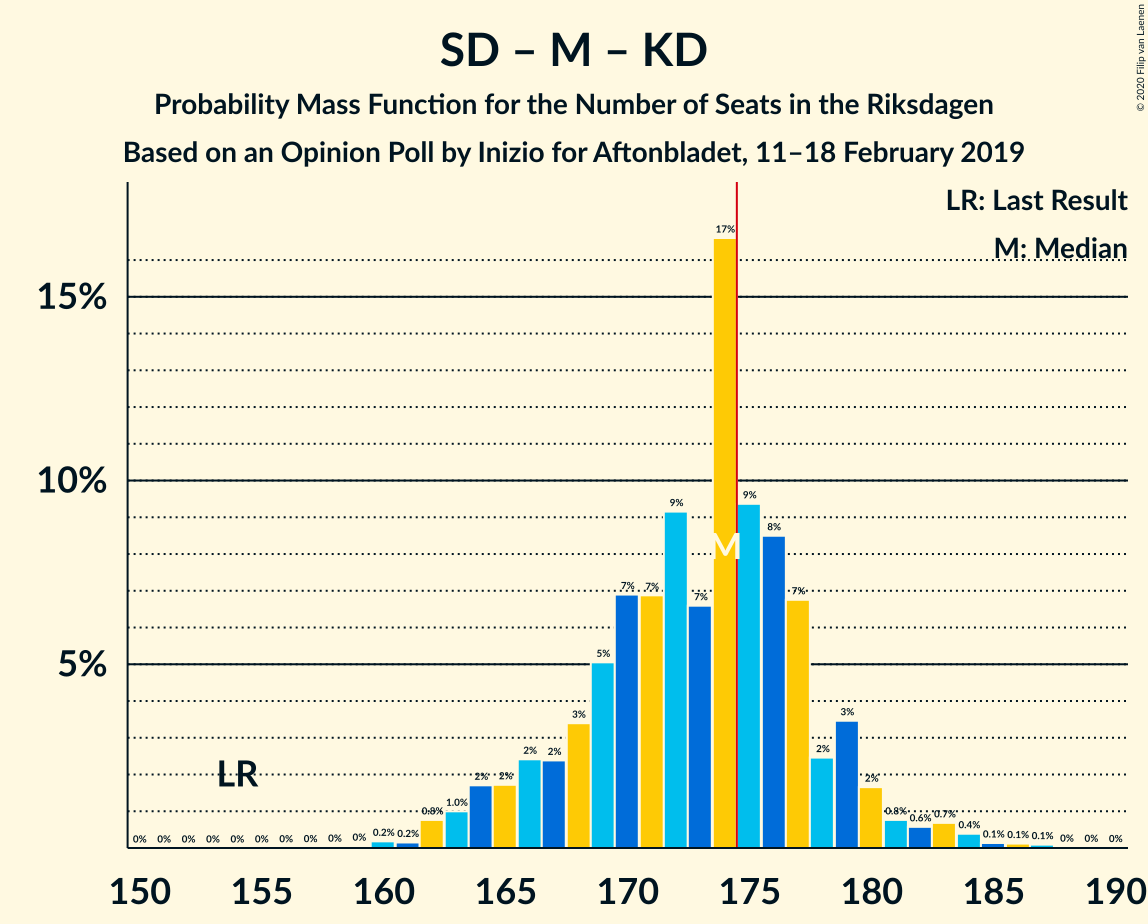 SD – M – KD
Probability Mass Function for the Number of Seats in the Riksdagen
Based on an Opinion Poll by Inizio for Aftonbladet, 11–18 February 2019
© 2020 Filip van Laenen
LR: Last Result
M: Median
15%
10%
5%
LR
M
0% 0% 0% 0% 0% 0% 0% 0% 0% 0% 0.2% 0.2% 0.8% 1.0% 2% 2% 2% 2% 3% 5% 7% 7% 9% 7% 17% 9% 8% 7% 2% 3% 2% 0.8% 0.6% 0.7% 0.4% 0.1% 0.1% 0.1% 0% 0% 0%
150 155 160 165 170 175 180 185 190